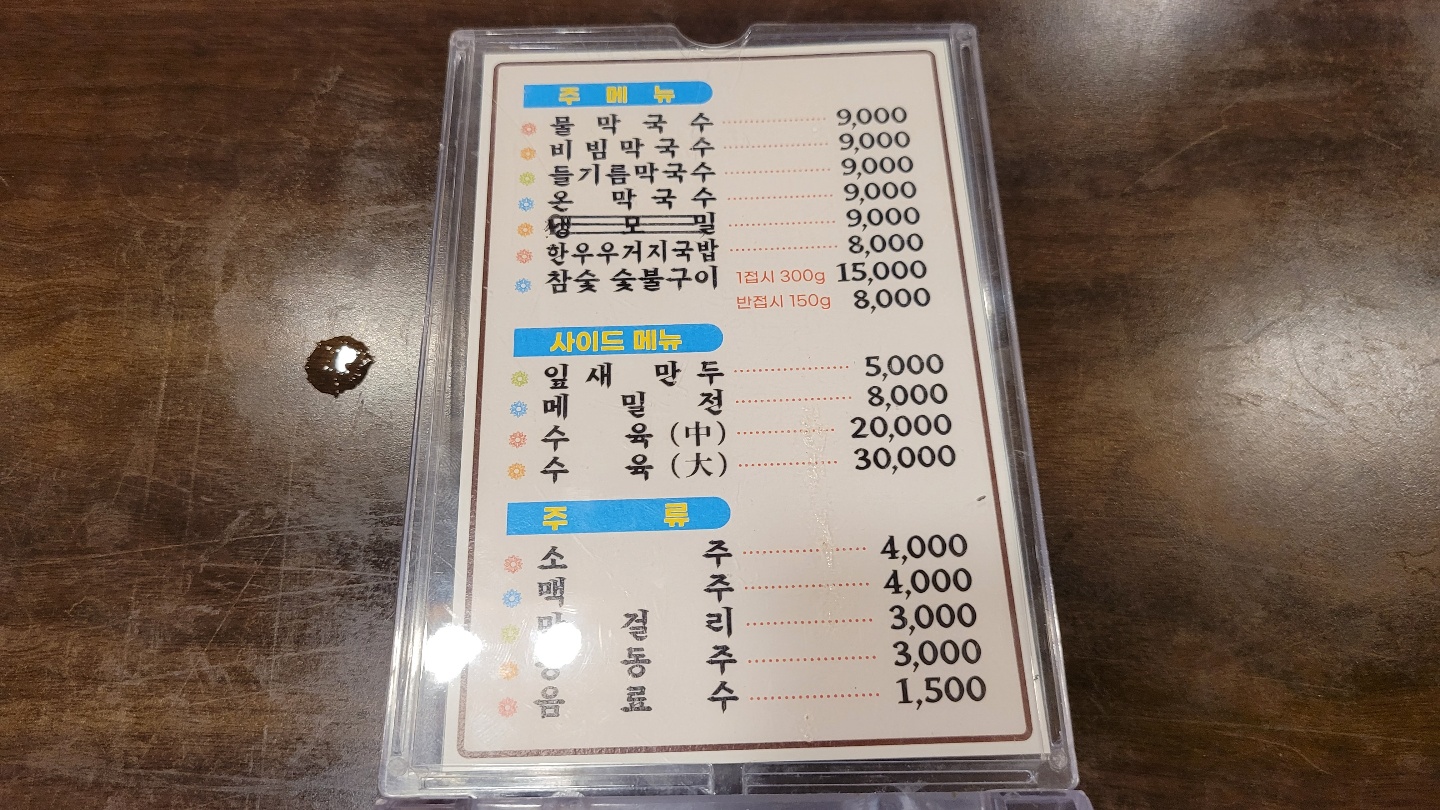 주 메 뉴
물 막 국 수 9,000
비 빔 막 국 수 9,000
들기름막국수 9,000
온 막 국 수 9,000
냉 모 밀 9,000
한우우거지국밥 8,000
참숯 숯불구이 1접시 300g 15,000
반접시 150g 8,000
사이드 메뉴
잎 새 만 두 5,000
메 밀 전 8,000
수 육 (中) 20,000
수 육 (大) 30,000
주 류
소 주 4,000
맥 주 4,000
막 걸 리 3,000
동 주 3,000
음 료 수 1,500